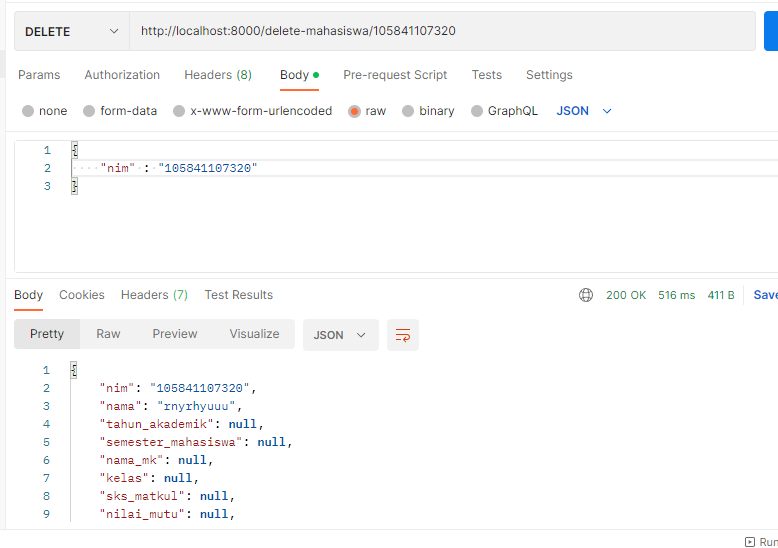 DELETE http://localhost:8000/delete-mahasiswa/105841107320
Params Authorization Headers (8) Body Pre-request Script Tests Settings
none form-data x-www-form-urlencoded raw binary GraphQL JSON
1 {
2 "nim" : "105841107320"
3 }
Body Cookies Headers (7) Test Results 200 OK 516 ms 411 B Save
Pretty Raw Preview Visualize JSON
1 {
2 "nim": "105841107320",
3 "nama": "rnyrhyuuu",
4 "tahun_akademik": null,
5 "semester_mahasiswa": null,
6 "nama_mk": null,
7 "kelas": null,
8 "sks_matkul": null,
9 "nilai_mutu": null,
Run